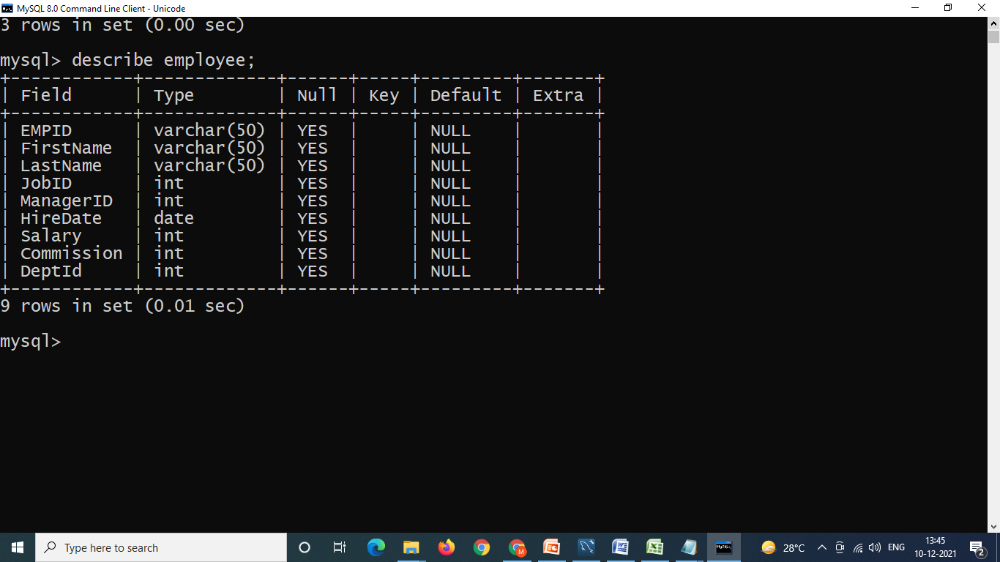 MySQL 8.0 Command Line Client - Unicode
3 rows in set (0.00 sec)
mysql> describe employee;
+------------+-------------+------+-----+---------+-------+
| Field      | Type        | Null | Key | Default | Extra |
+------------+-------------+------+-----+---------+-------+
| EMPID      | varchar(50) | YES  |     | NULL    |       |
| FirstName  | varchar(50) | YES  |     | NULL    |       |
| LastName   | varchar(50) | YES  |     | NULL    |       |
| JobID      | int         | YES  |     | NULL    |       |
| ManagerID  | int         | YES  |     | NULL    |       |
| HireDate   | date        | YES  |     | NULL    |       |
| Salary     | int         | YES  |     | NULL    |       |
| Commission | int         | YES  |     | NULL    |       |
| DeptId     | int         | YES  |     | NULL    |       |
+------------+-------------+------+-----+---------+-------+
9 rows in set (0.01 sec)
mysql>
Type here to search
28°C
ENG
13:45
10-12-2021
2